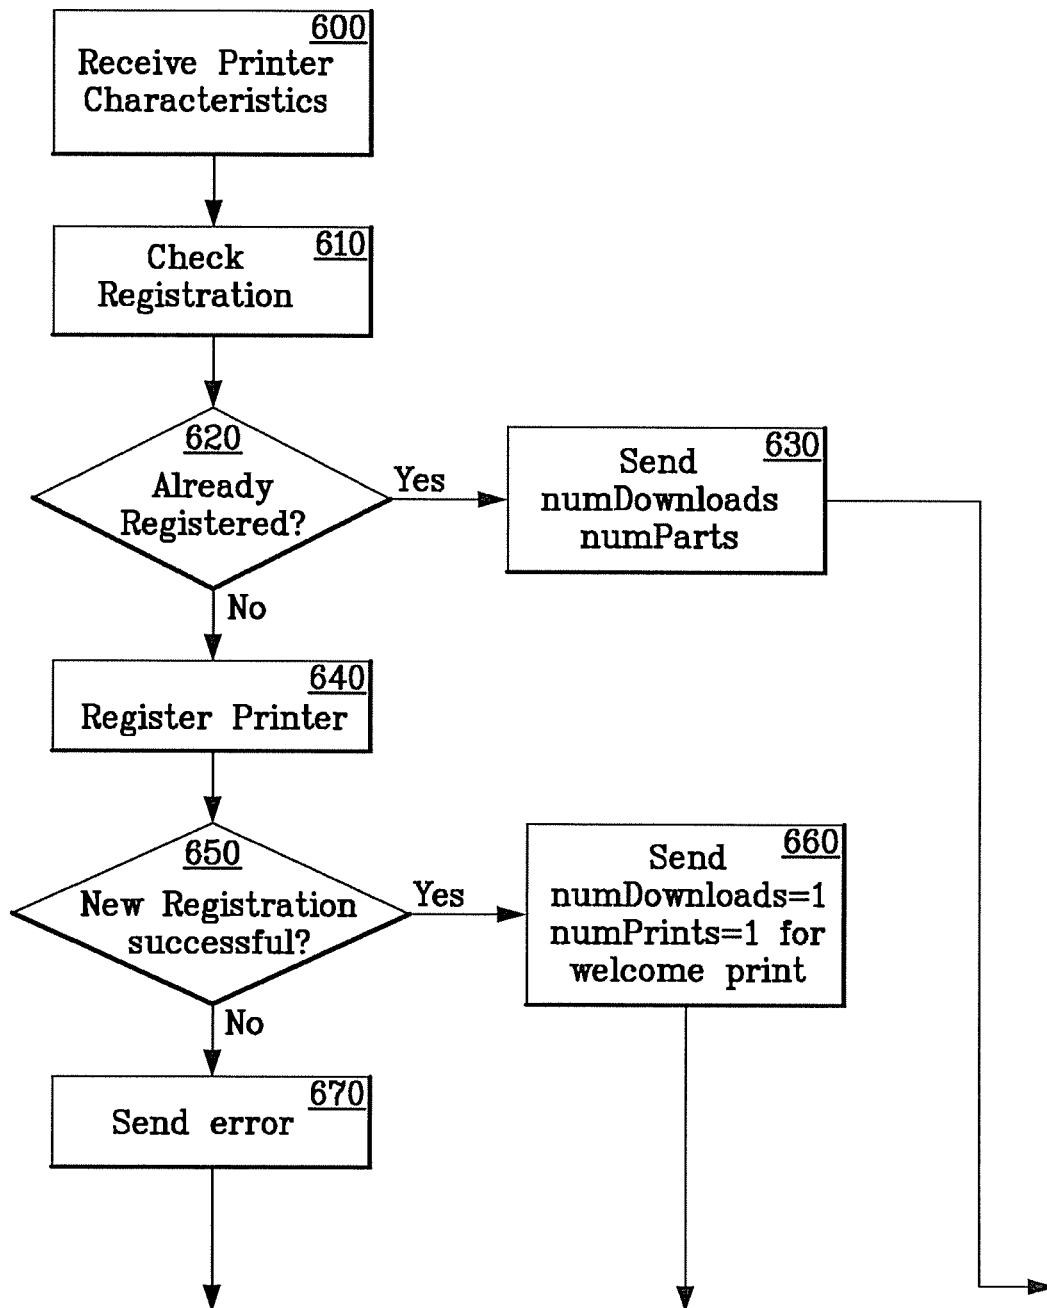 600
Receive Printer
Characteristics
610
Check
Registration
620
Already
Registered?
Yes
630
Send
numDownloads
numParts
No
640
Register Printer
650
New Registration
successful?
Yes
660
Send
numDownloads=1
numPrints=1 for
welcome print
No
670
Send error